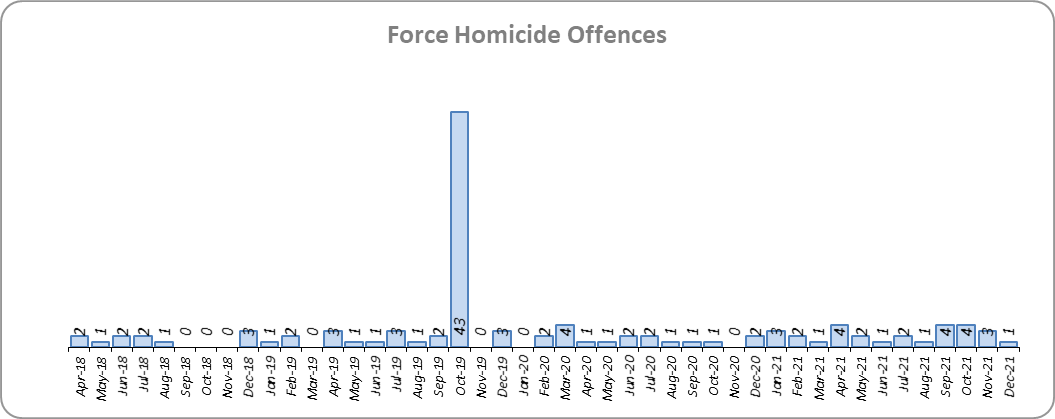 Force Homicide Offences
2 1 2 2 1 0 0 0 3 1 2 0 3 1 1 3 1 2 43 0 3 0 2 4 1 1 2 2 1 1 1 0 2 3 2 1 4 2 1 2 1 4 4 3 1
Apr-18 May-18 Jun-18 Jul-18 Aug-18 Sep-18 Oct-18 Nov-18 Dec-18 Jan-19 Feb-19 Mar-19 Apr-19 May-19 Jun-19 Jul-19 Aug-19 Sep-19 Oct-19 Nov-19 Dec-19 Jan-20 Feb-20 Mar-20 Apr-20 May-20 Jun-20 Jul-20 Aug-20 Sep-20 Oct-20 Nov-20 Dec-20 Jan-21 Feb-21 Mar-21 Apr-21 May-21 Jun-21 Jul-21 Aug-21 Sep-21 Oct-21 Nov-21 Dec-21